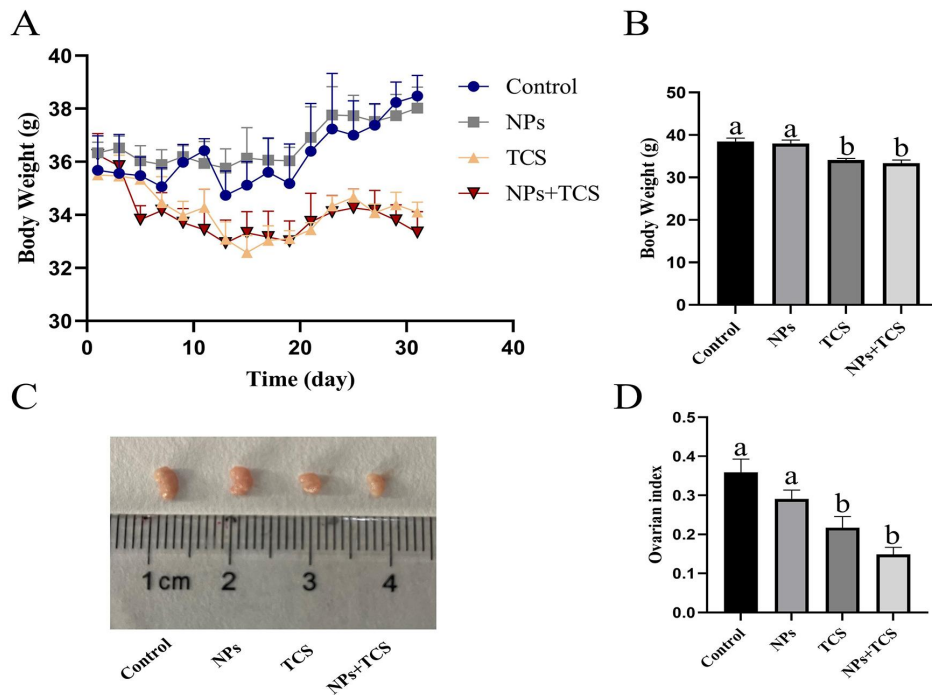 A
Body Weight (g)
40
38
36
34
32
30
0
10
20
30
40
Time (day)
Control
NPs
TCS
NPs+TCS
B
Body Weight (g)
50
40
30
20
10
0
a
a
b
b
Control
NPs
TCS
NPs+TCS
C
1 cm 2 3 4
Control
NPs
TCS
NPs+TCS
D
Ovarian index
0.5
0.4
0.3
0.2
0.1
0.0
a
a
b
b
Control
NPs
TCS
NPs+TCS